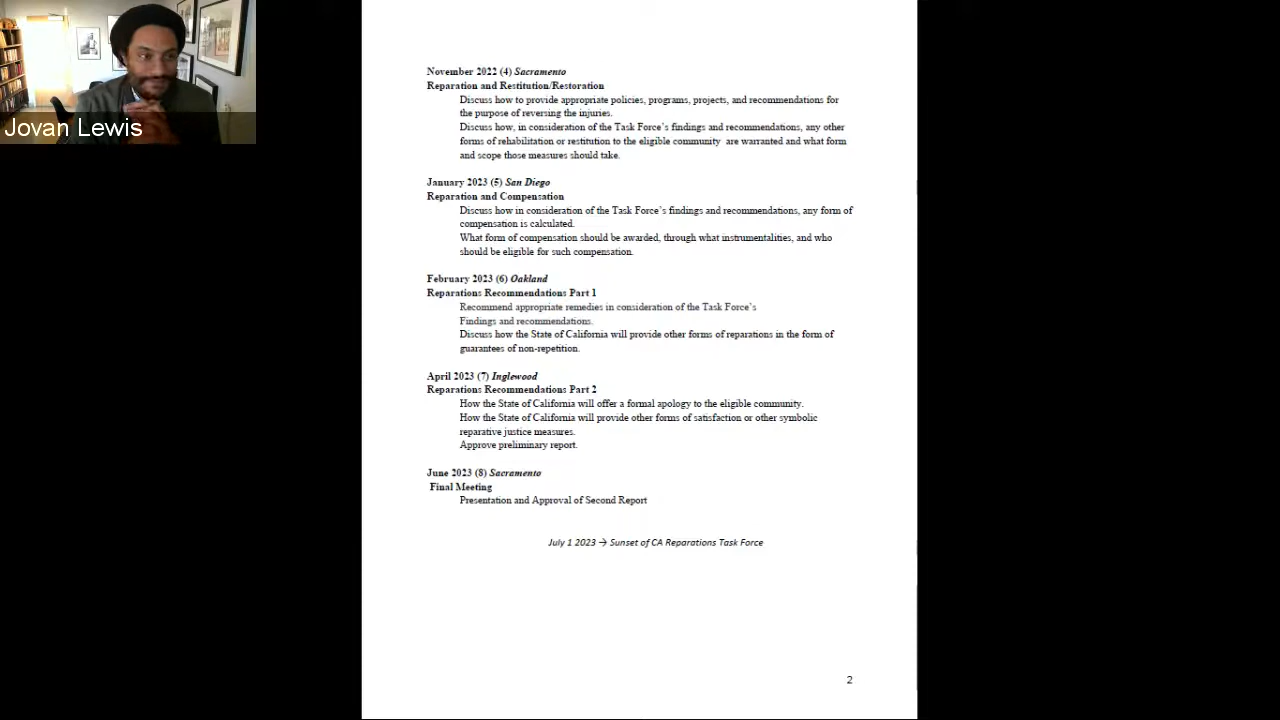 Jovan Lewis
November 2022 (4) Sacramento
Reparation and Restitution/Restoration
Discuss how to provide appropriate policies, programs, projects, and recommendations for
the purpose of reversing the injuries.
Discuss how, in consideration of the Task Force's findings and recommendations, any other
forms of rehabilitation or restitution to the eligible community are warranted and what form
and scope those measures should take.
January 2023 (5) San Diego
Reparation and Compensation
Discuss how in consideration of the Task Force's findings and recommendations, any form of
compensation is calculated.
What form of compensation should be awarded, through what instrumentalities, and who
should be eligible for such compensation.
February 2023 (6) Oakland
Reparations Recommendations Part 1
Recommend appropriate remedies in consideration of the Task Force's
Findings and recommendations.
Discuss how the State of California will provide other forms of reparations in the form of
guarantees of non-repetition.
April 2023 (7) Inglewood
Reparations Recommendations Part 2
How the State of California will offer a formal apology to the eligible community.
How the State of California will provide other forms of satisfaction or other symbolic
reparative justice measures.
Approve preliminary report.
June 2023 (8) Sacramento
Final Meeting
Presentation and Approval of Second Report
July 1 2023 → Sunset of CA Reparations Task Force
2